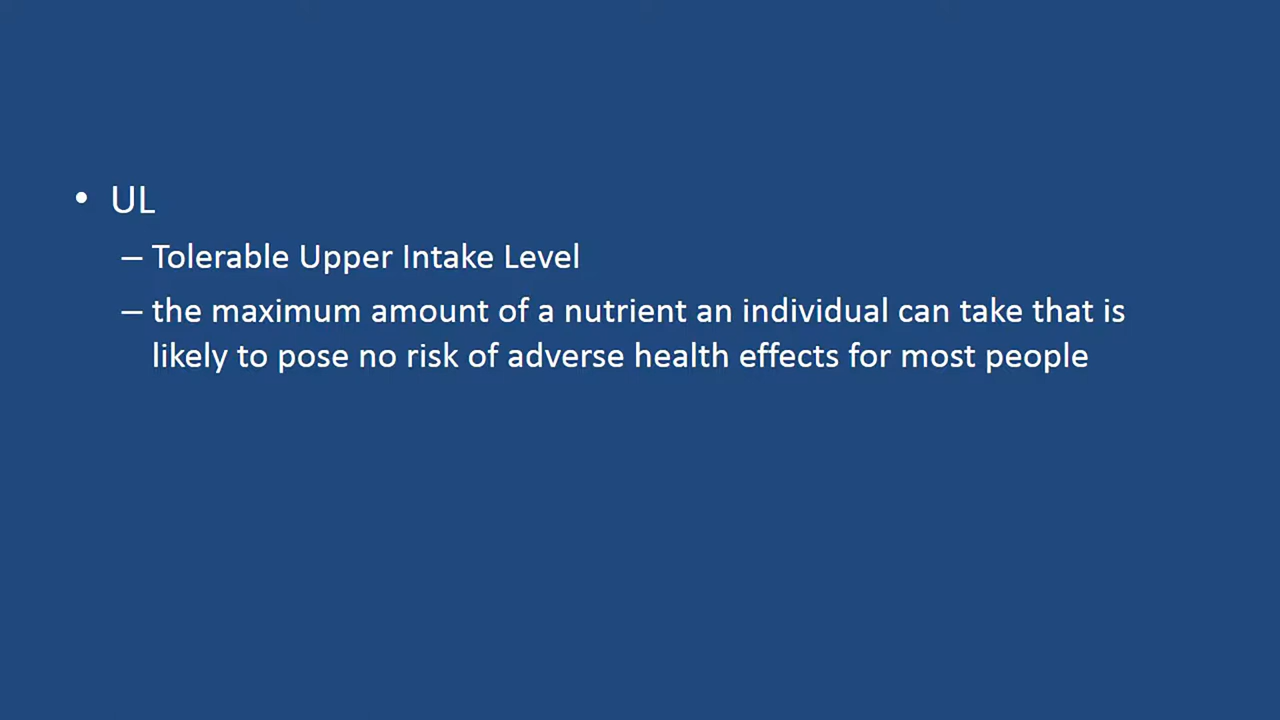 • UL
– Tolerable Upper Intake Level
– the maximum amount of a nutrient an individual can take that is
likely to pose no risk of adverse health effects for most people